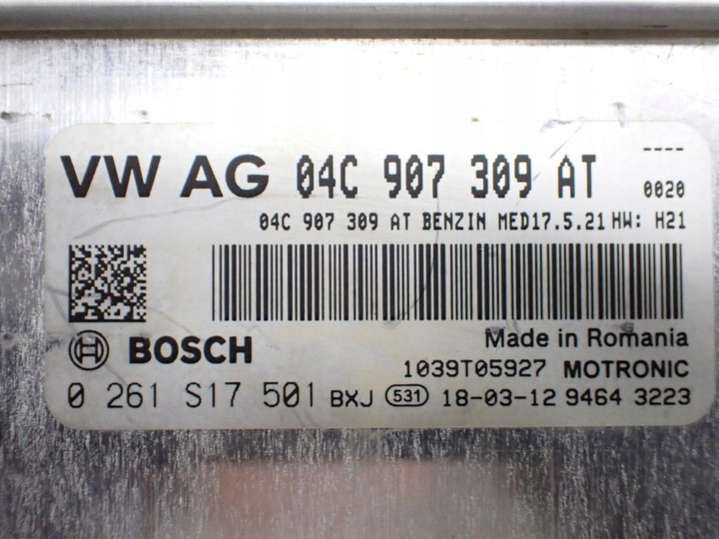 ----
VW AG 04C 907 309 AT 0020
04C 907 309 AT BENZIN MED17.5.21 HW: H21
BOSCH Made in Romania
1039T05927 MOTRONIC
0 261 S17 501 BXJ 531 18-03-12 9464 3223